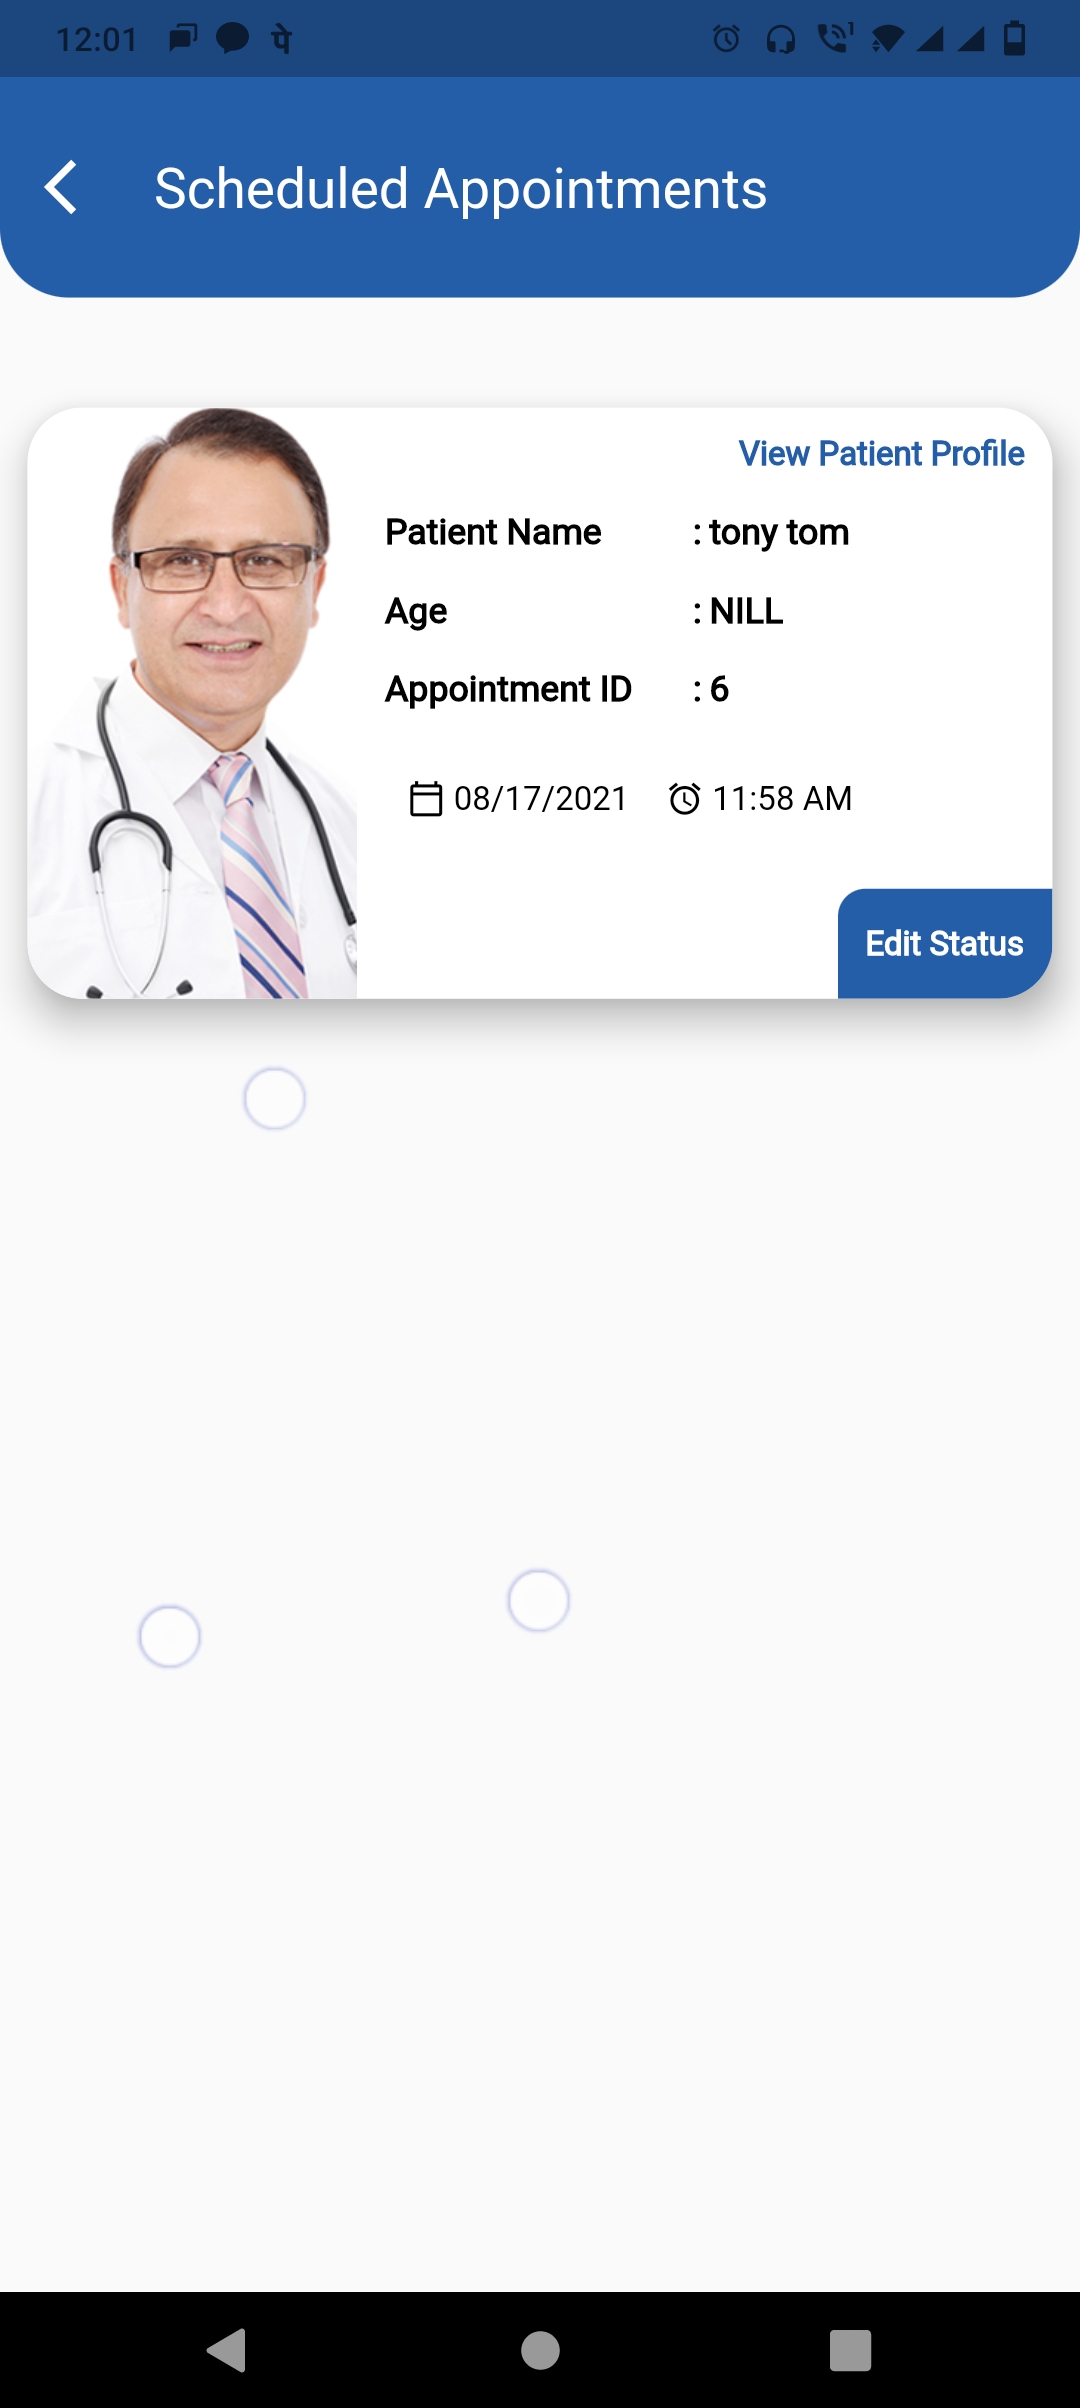 12:01 पे 1
Scheduled Appointments
View Patient Profile
Patient Name : tony tom
Age : NILL
Appointment ID : 6
08/17/2021 11:58 AM
Edit Status